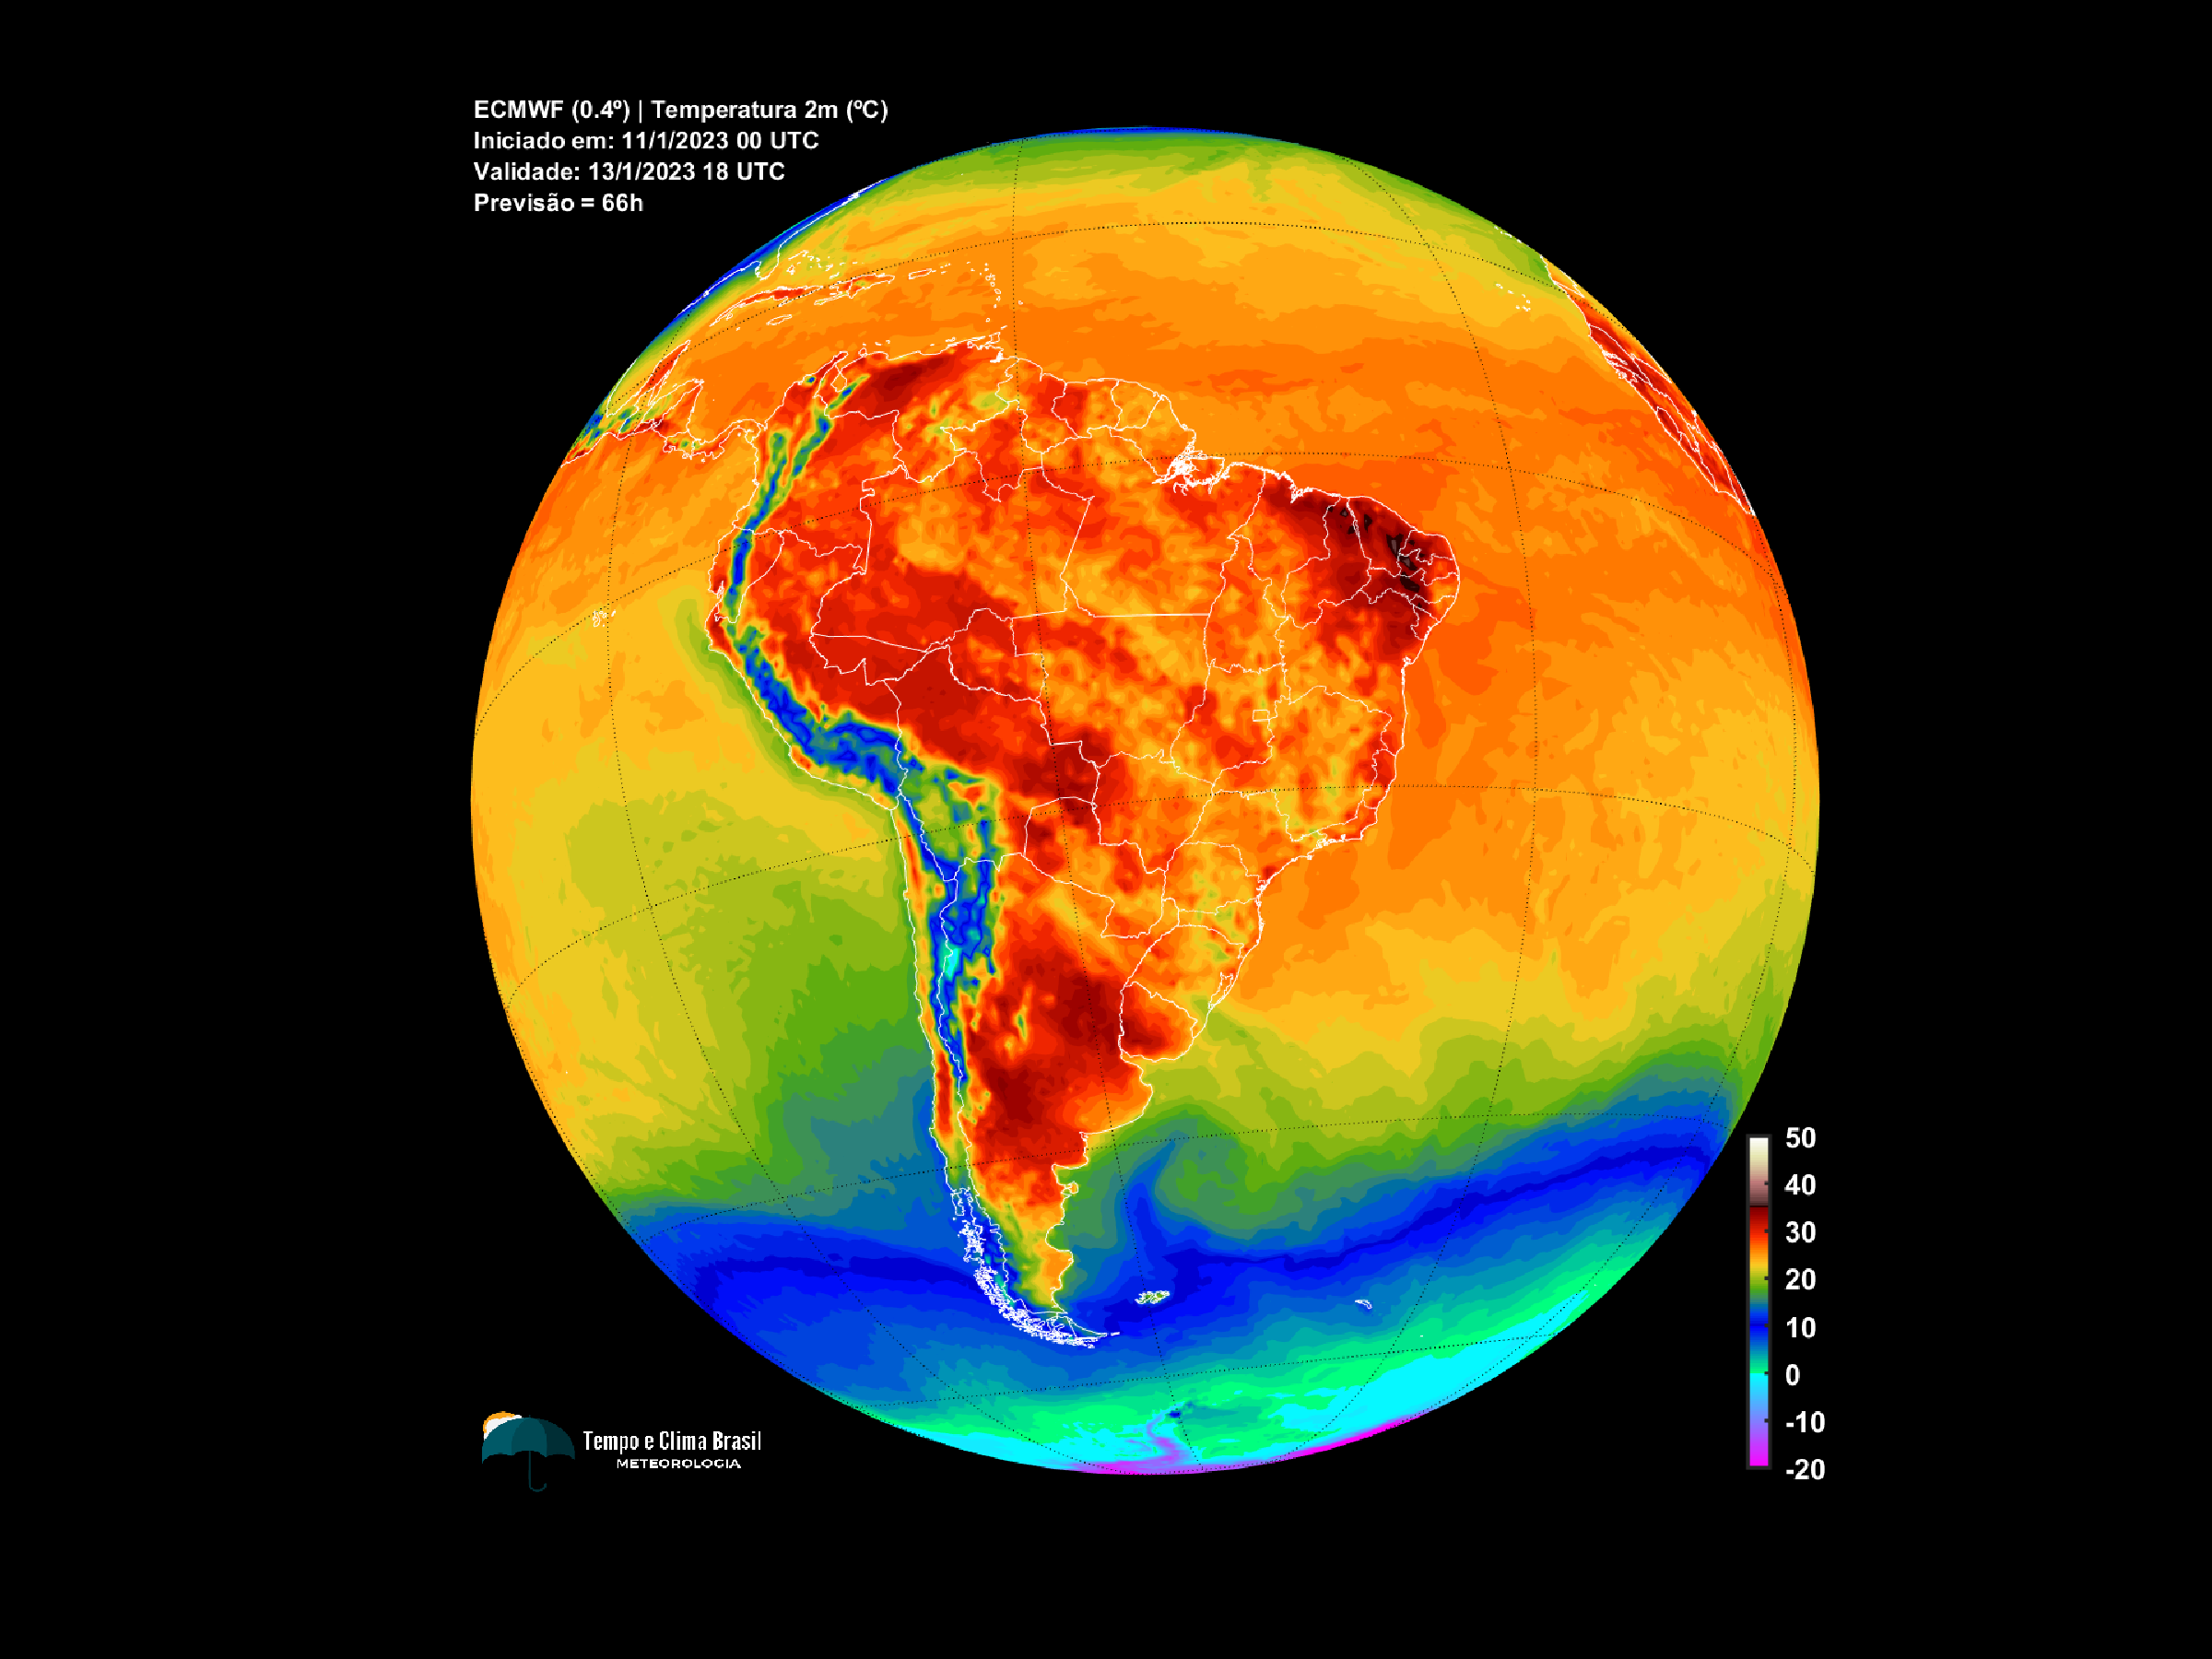 ECMWF (0.4º) | Temperatura 2m (ºC)
Iniciado em: 11/1/2023 00 UTC
Validade: 13/1/2023 18 UTC
Previsão = 66h
50
40
30
20
10
0
-10
-20
Tempo e Clima Brasil
METEOROLOGIA